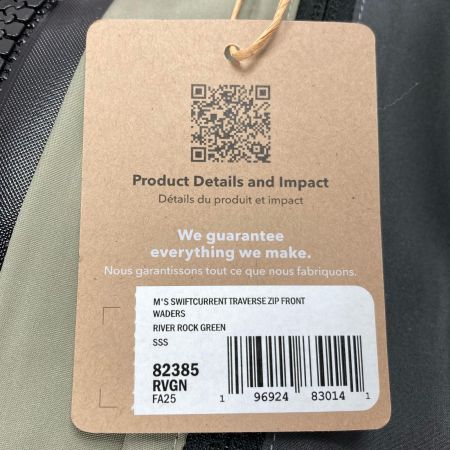 Product Details and Impact
Détails du produit et impact
We guarantee
everything we make.
Nous garantissons tout ce que nous fabriquons.
M'S SWIFTCURRENT TRAVERSE ZIP FRONT
WADERS
RIVER ROCK GREEN
SSS
82385
RVGN
FA25
1 96924 83014 1